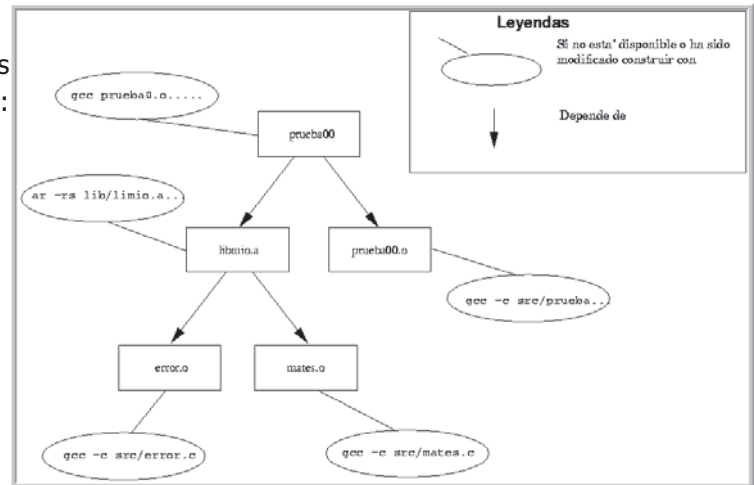 s
:
Leyendas
Si no esta' disponible o ha sido
modificado construir con
Depende de
gcc prueba0.o.....
prueba00
ar -rs lib/limio.a..
libmio.a
prueba00.o
gcc -c src/prueba..
error.o
mates.o
gcc -c src/error.c
gcc -c src/mates.c